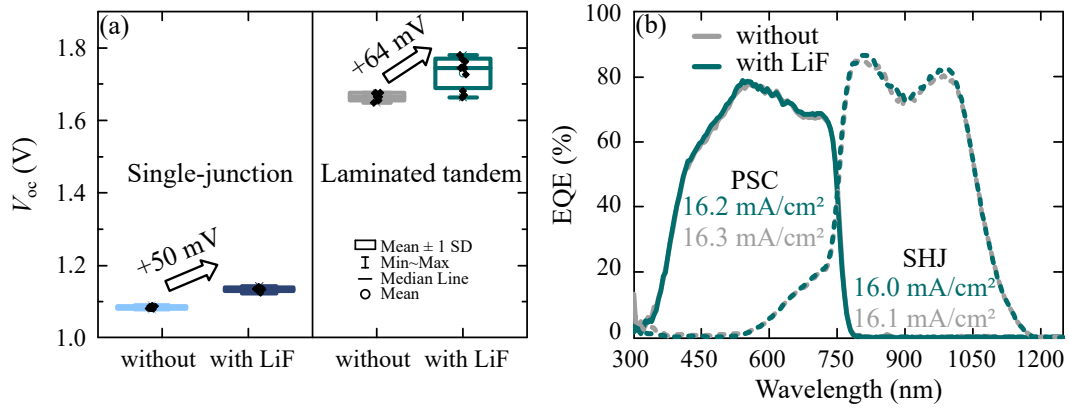 (a)
+64 mV
Single-junction
Laminated tandem
+50 mV
Mean ± 1 SD
Min~Max
Median Line
Mean
1.8
1.6
1.4
1.2
1.0
Voc (V)
without
with LiF
without
with LiF
(b)
without
with LiF
PSC
16.2 mA/cm²
16.3 mA/cm²
SHJ
16.0 mA/cm²
16.1 mA/cm²
100
80
60
40
20
0
EQE (%)
300
450
600
750
900
1050
1200
Wavelength (nm)